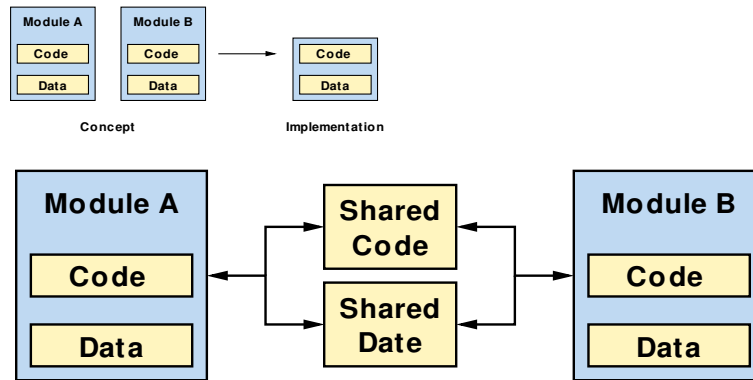 Module A
Module B
Code
Code
Code
Data
Data
Data
Concept
Implementation
Module A
Shared
Code
Module B
Code
Code
Shared
Date
Data
Data